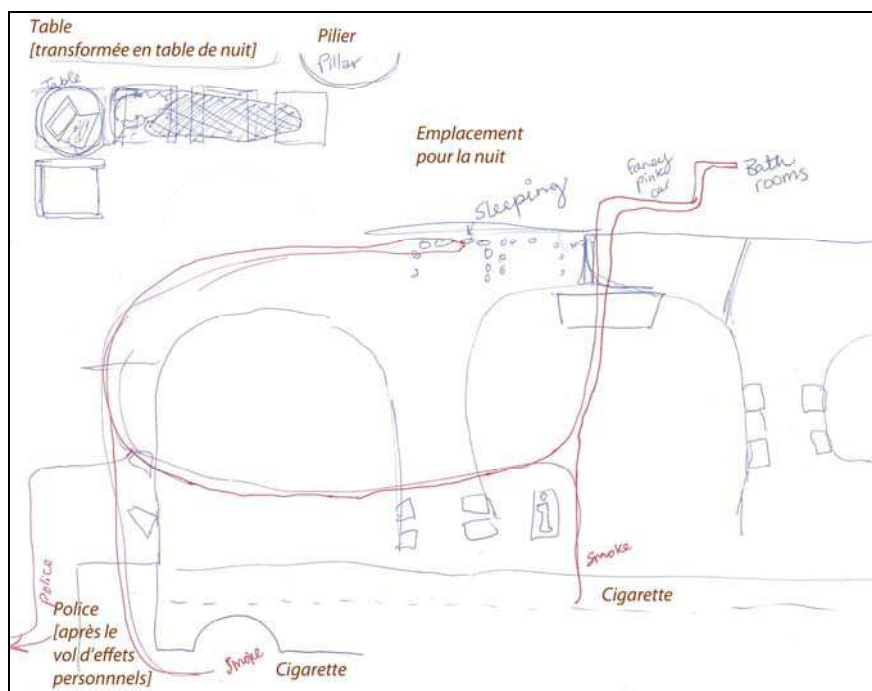 Table
[transformée en table de nuit]
Pilier
Pillar
Table
Emplacement
pour la nuit
Fancy
pink
car
Bath
rooms
Sleeping
i
Smoke
Cigarette
Police
Police
[après le
vol d'effets
personnnels]
Smoke
Cigarette